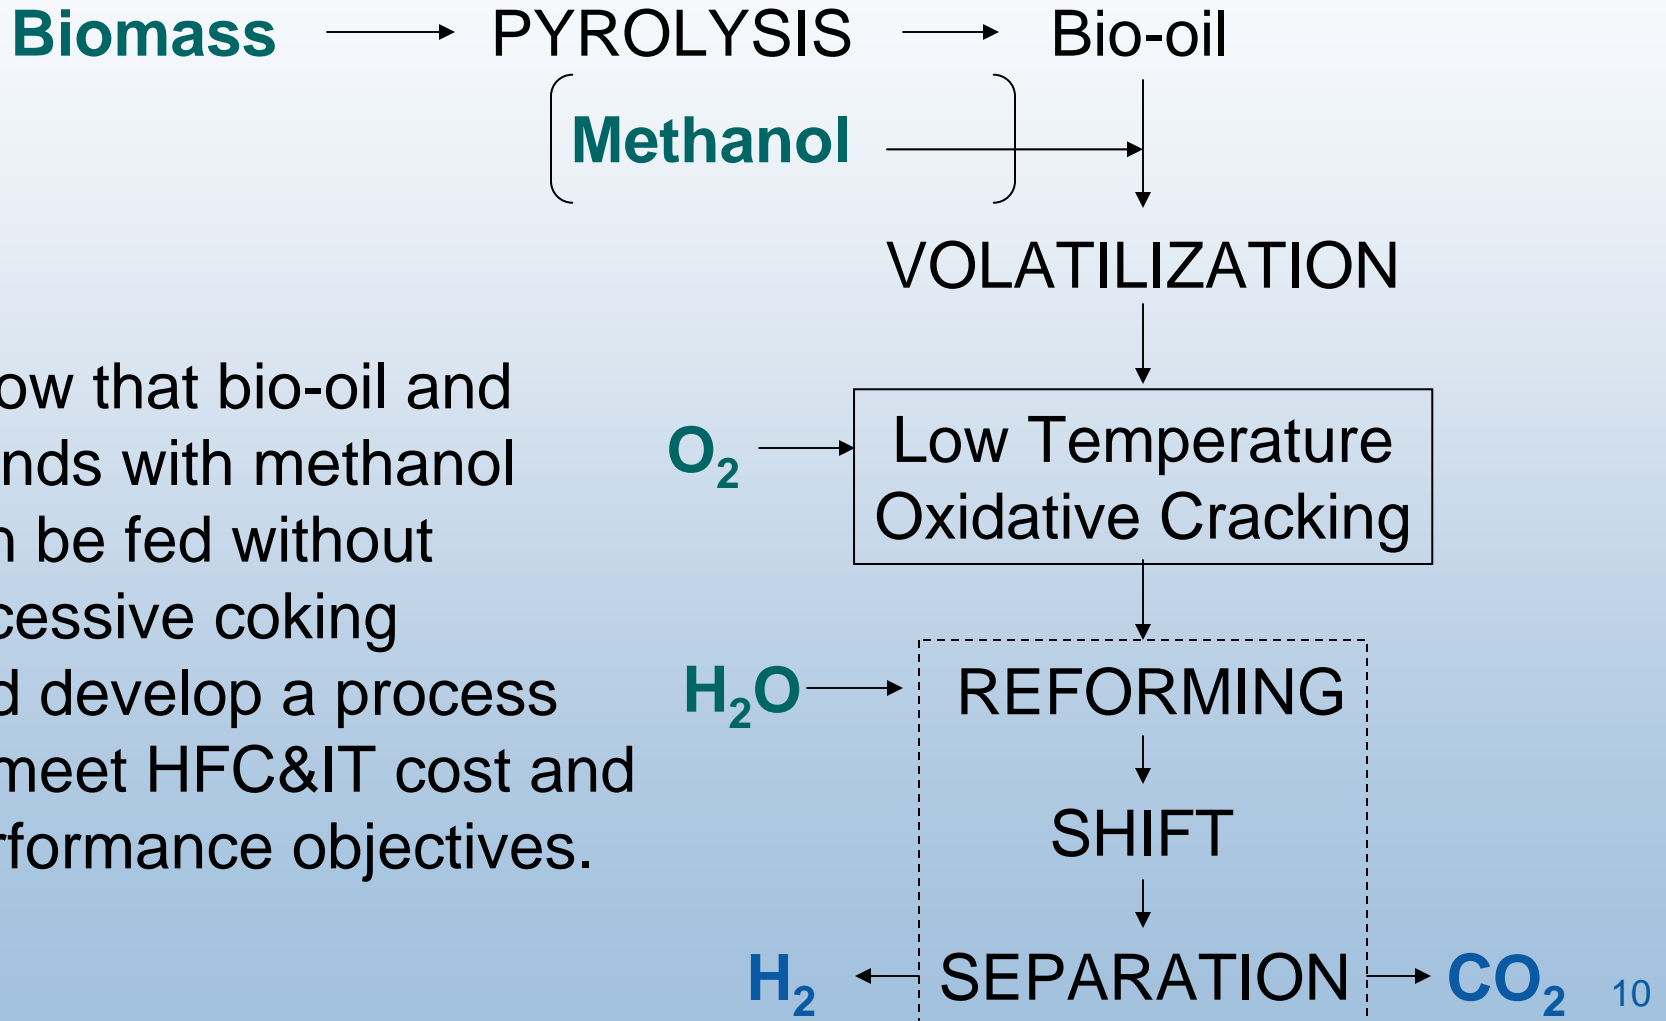 Biomass PYROLYSIS Bio-oil
Methanol
VOLATILIZATION
ow that bio-oil and
nds with methanol
n be fed without
cessive coking
d develop a process
meet HFC&IT cost and
rformance objectives.
O₂
Low Temperature
Oxidative Cracking
H₂O
REFORMING
SHIFT
H₂ SEPARATION CO₂
10